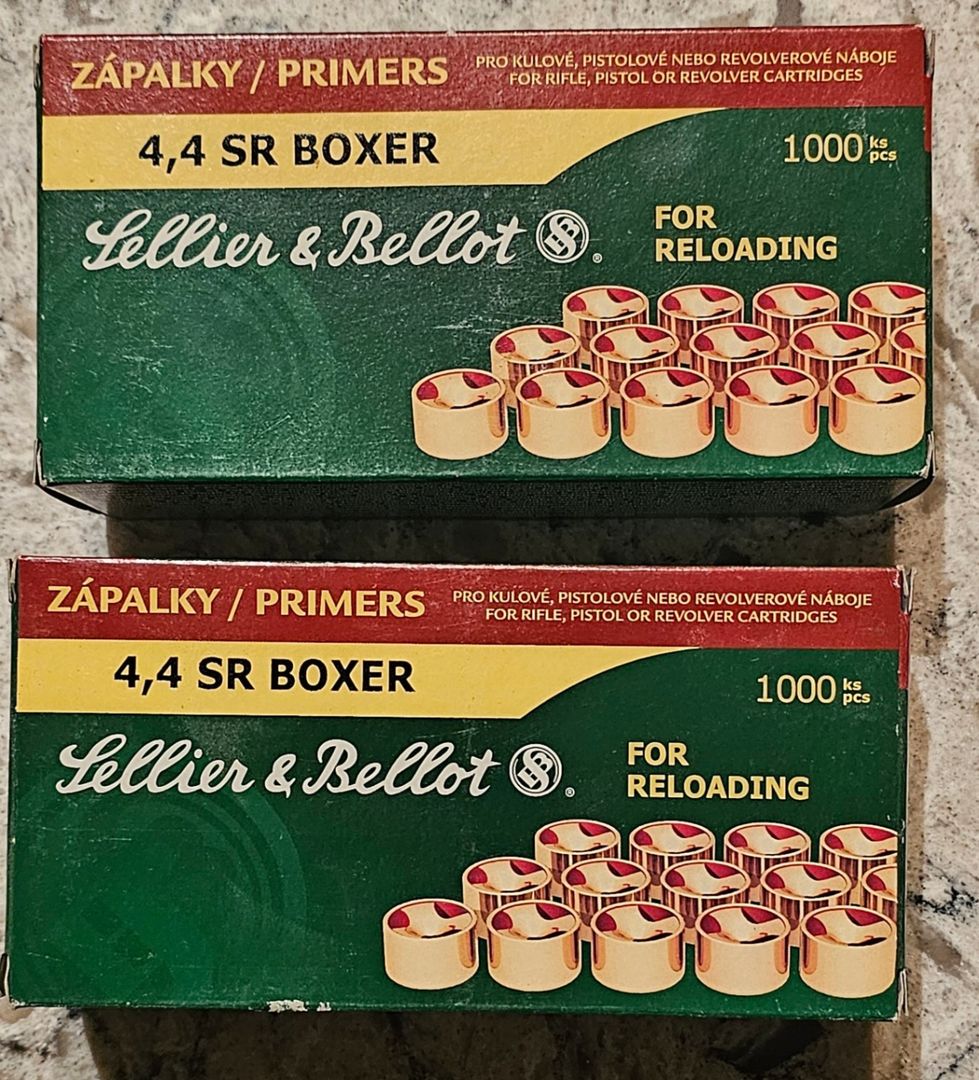 ZÁPALKY / PRIMERS
PRO KULOVÉ, PISTOLOVÉ NEBO REVOLVEROVÉ NÁBOJE
FOR RIFLE, PISTOL OR REVOLVER CARTRIDGES
4,4 SR BOXER
1000 ks pcs
Sellier & Bellot ®
FOR
RELOADING
ZÁPALKY / PRIMERS
PRO KULOVÉ, PISTOLOVÉ NEBO REVOLVEROVÉ NÁBOJE
FOR RIFLE, PISTOL OR REVOLVER CARTRIDGES
4,4 SR BOXER
1000 ks pcs
Sellier & Bellot ®
FOR
RELOADING